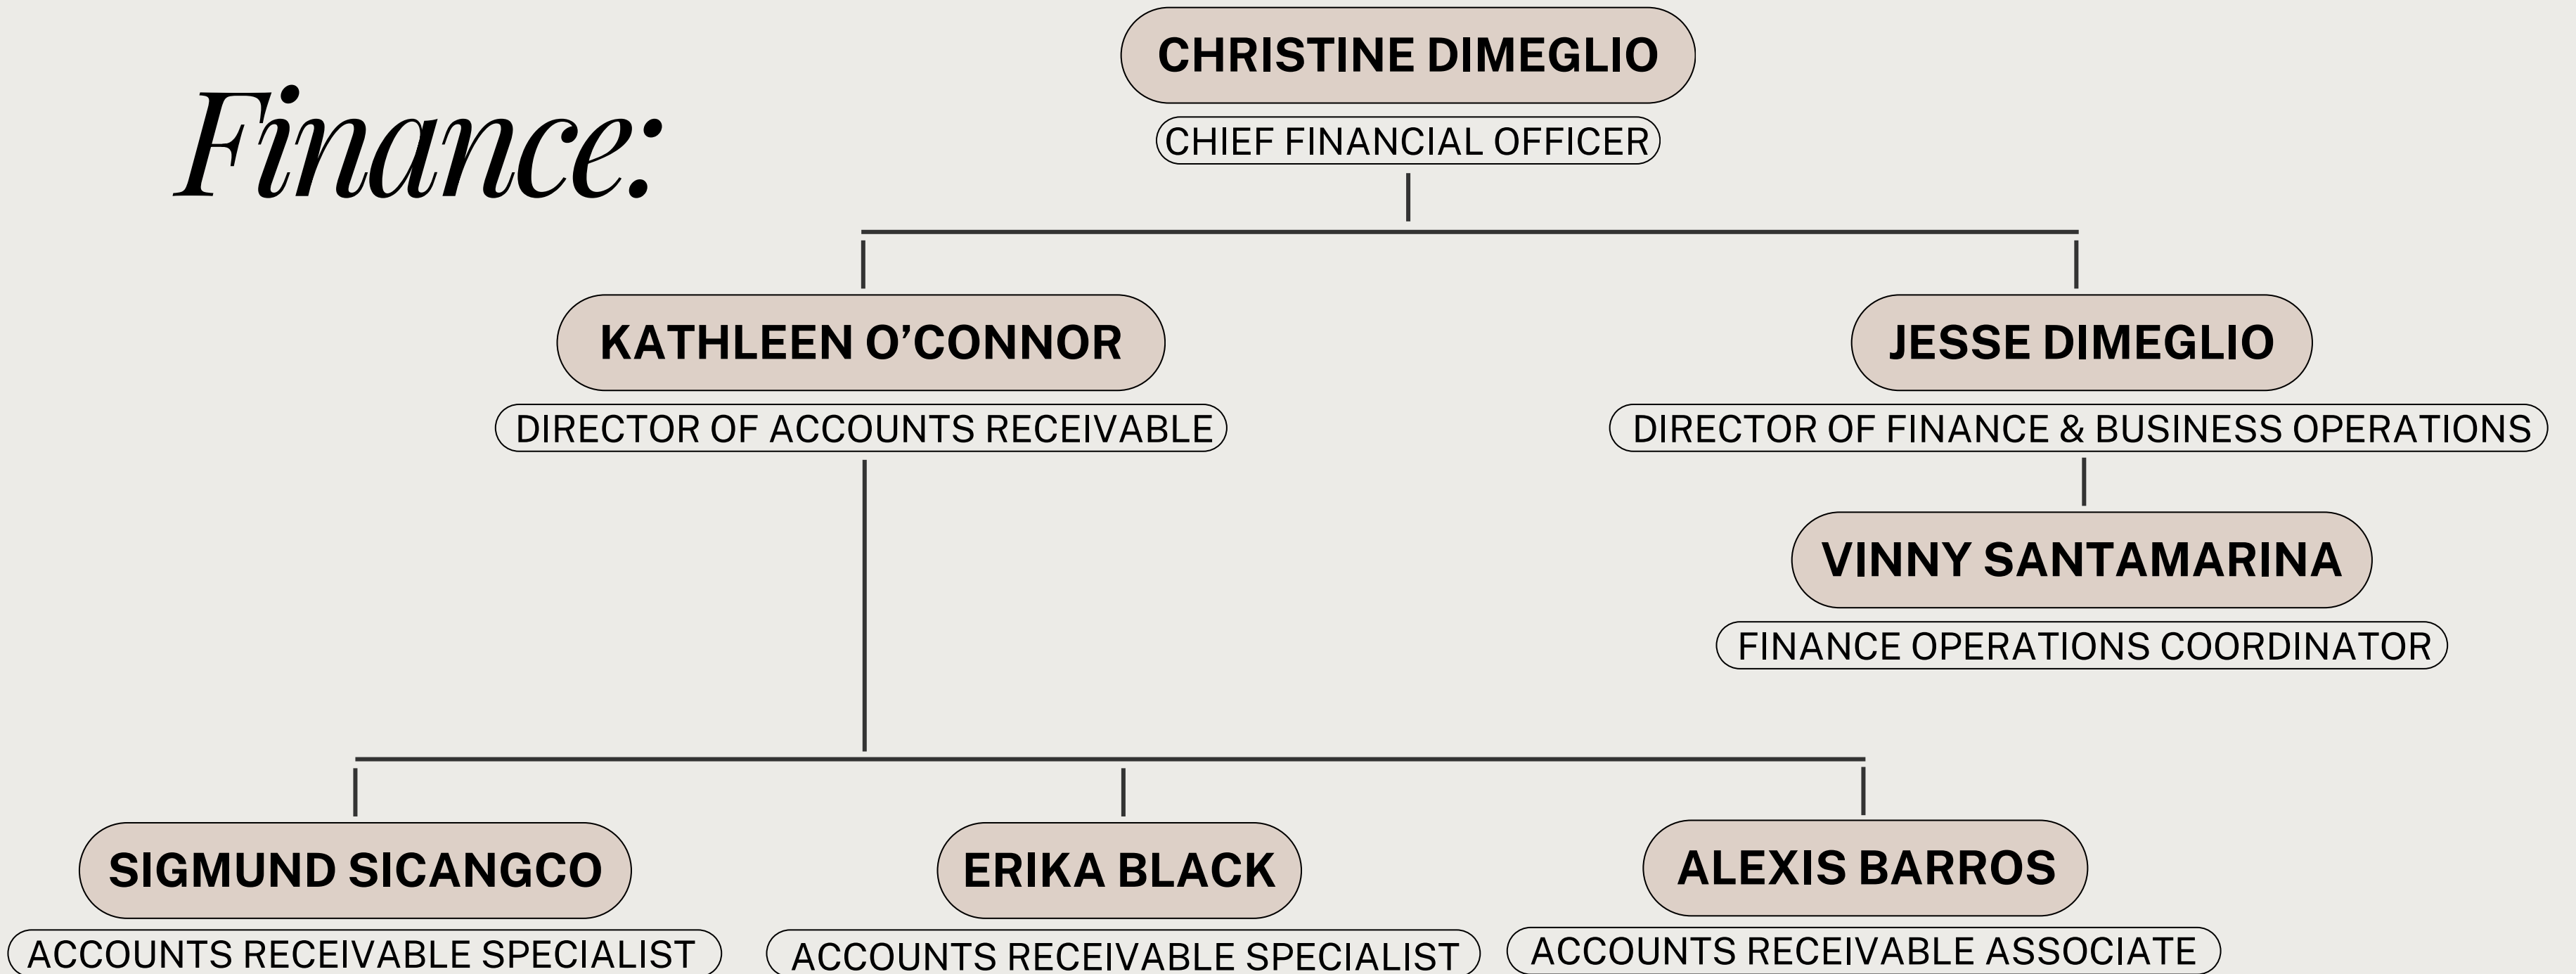 CHRISTINE DIMEGLIO
Finance:
CHIEF FINANCIAL OFFICER
KATHLEEN O’CONNOR
DIRECTOR OF ACCOUNTS RECEIVABLE
JESSE DIMEGLIO
DIRECTOR OF FINANCE & BUSINESS OPERATIONS
VINNY SANTAMARINA
FINANCE OPERATIONS COORDINATOR
SIGMUND SICANGCO
ACCOUNTS RECEIVABLE SPECIALIST
ERIKA BLACK
ACCOUNTS RECEIVABLE SPECIALIST
ALEXIS BARROS
ACCOUNTS RECEIVABLE ASSOCIATE